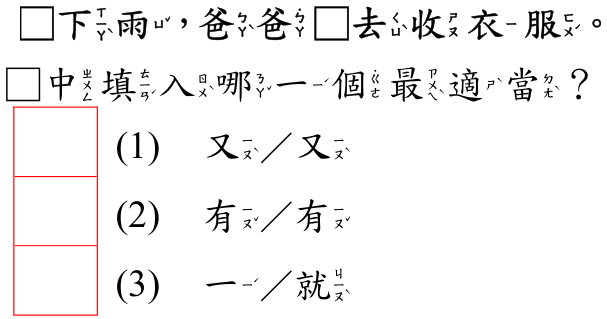 □下雨，爸爸□去收衣服。
□中填入哪一個最適當？
(1) 又／又
(2) 有／有
(3) 一／就